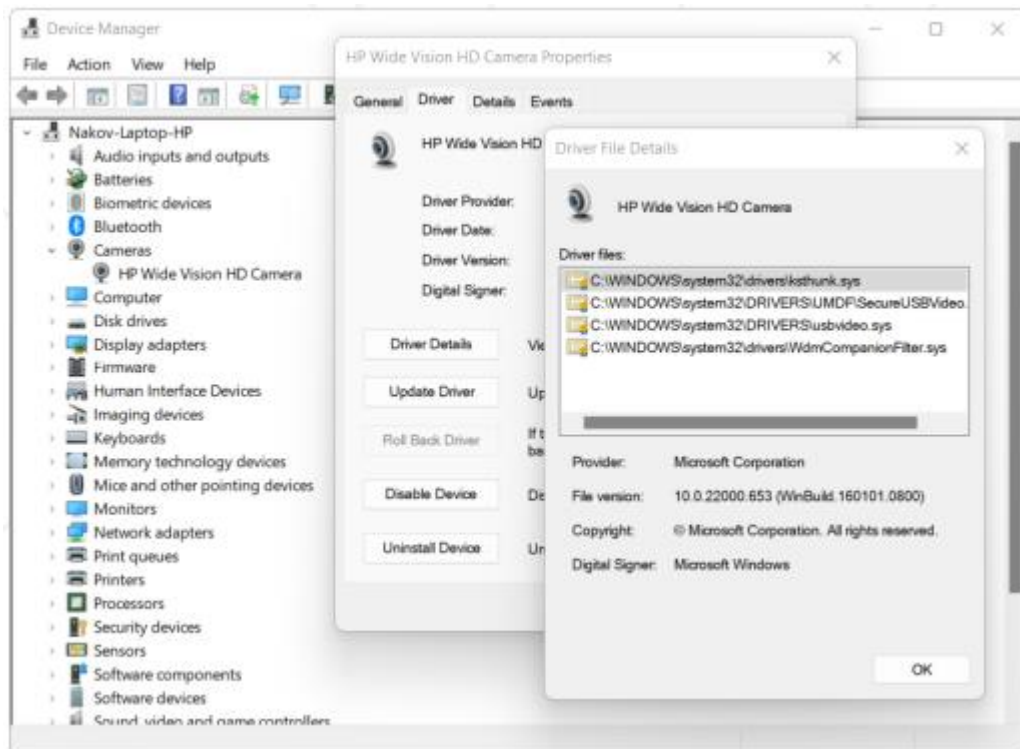 Device Manager
File Action View Help
Nakov-Laptop-HP
Audio inputs and outputs
Batteries
Biometric devices
Bluetooth
Cameras
HP Wide Vision HD Camera
Computer
Disk drives
Display adapters
Firmware
Human Interface Devices
Imaging devices
Keyboards
Memory technology devices
Mice and other pointing devices
Monitors
Network adapters
Print queues
Printers
Processors
Security devices
Sensors
Software components
Software devices
Sound, video and game controllers
HP Wide Vision HD Camera Properties
General Driver Details Events
HP Wide Vision HD
Driver Provider:
Driver Date:
Driver Version:
Digital Signer:
Driver Details
Update Driver
Roll Back Driver
Disable Device
Uninstall Device
Driver File Details
HP Wide Vision HD Camera
Driver files:
C:\WINDOWS\system32\drivers\ksthunk.sys
C:\WINDOWS\system32\DRIVERS\UMDF\SecureUSBVideo.
C:\WINDOWS\system32\DRIVERS\usbvideo.sys
C:\WINDOWS\system32\drivers\WdmCompanionFilter.sys
Provider: Microsoft Corporation
File version: 10.0.22000.653 (WinBuild.160101.0800)
Copyright: © Microsoft Corporation. All rights reserved.
Digital Signer: Microsoft Windows
OK